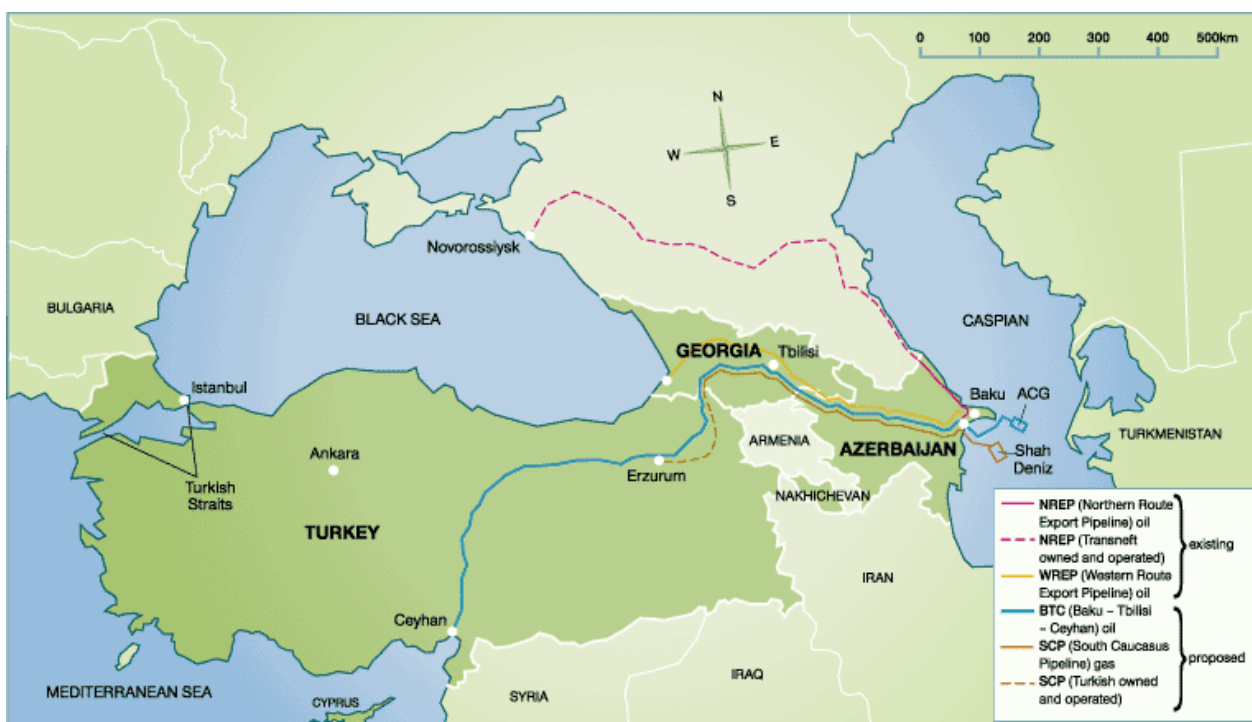 0 100 200 300 400 500km
N
W E
S
Novorossiysk
BULGARIA
BLACK SEA
CASPIAN
GEORGIA
Tbilisi
Istanbul
Baku
ACG
ARMENIA
AZERBAIJAN
TURKMENISTAN
Ankara
Erzurum
Shah
Deniz
Turkish
Straits
NAKHICHEVAN
TURKEY
IRAN
Ceyhan
MEDITERRANEAN SEA
CYPRUS
SYRIA
IRAQ
NREP (Northern Route
Export Pipeline) oil
NREP (Transneft
owned and operated)
existing
WREP (Western Route
Export Pipeline) oil
BTC (Baku – Tbilisi
– Ceyhan) oil
SCP (South Caucasus
Pipeline) gas
proposed
SCP (Turkish owned
and operated)